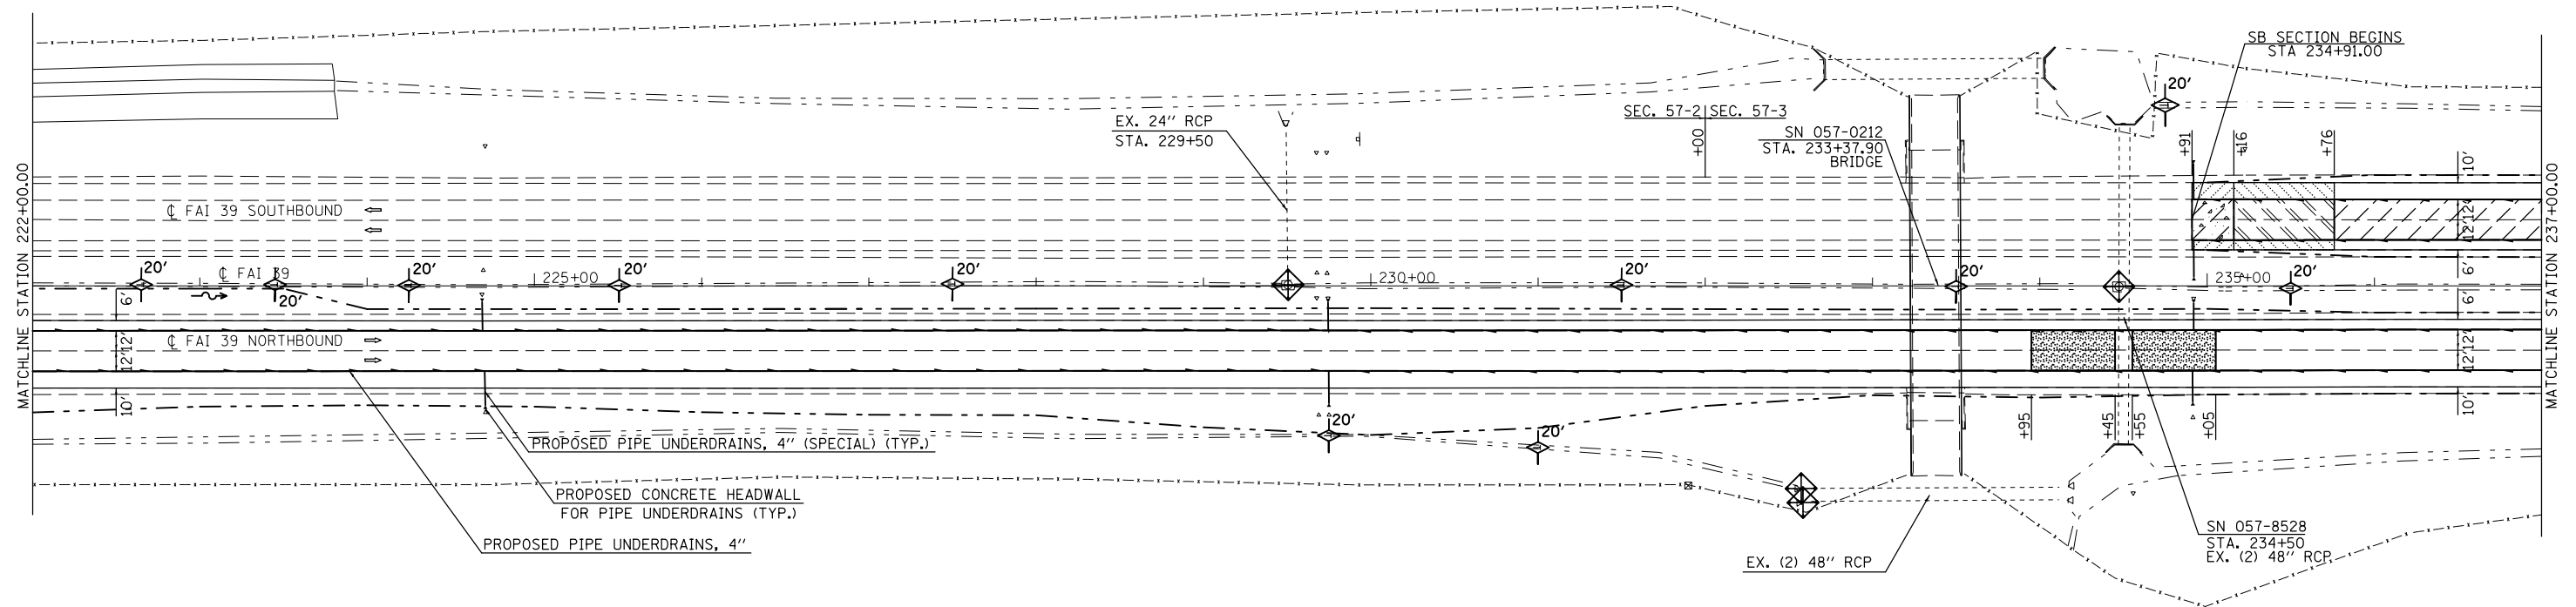 MATCHLINE STATION 222+00.00
℄ FAI 39 SOUTHBOUND
℄ FAI 39
20'
20'
20'
20'
20'
6'
℄ FAI 39 NORTHBOUND
12'
12'
10'
225+00
PROPOSED PIPE UNDERDRAINS, 4" (SPECIAL) (TYP.)
PROPOSED CONCRETE HEADWALL
FOR PIPE UNDERDRAINS (TYP.)
PROPOSED PIPE UNDERDRAINS, 4"
EX. 24" RCP
STA. 229+50
230+00
20'
20'
20'
SEC. 57-2
SEC. 57-3
+00
SN 057-0212
STA. 233+37.90
BRIDGE
20'
20'
SB SECTION BEGINS
STA 234+91.00
+91
+16
+76
10'
12'
12'
6'
235+00
20'
6'
12'
12'
10'
+95
+45
+55
+05
EX. (2) 48" RCP
SN 057-8528
STA. 234+50
EX. (2) 48" RCP
MATCHLINE STATION 237+00.00